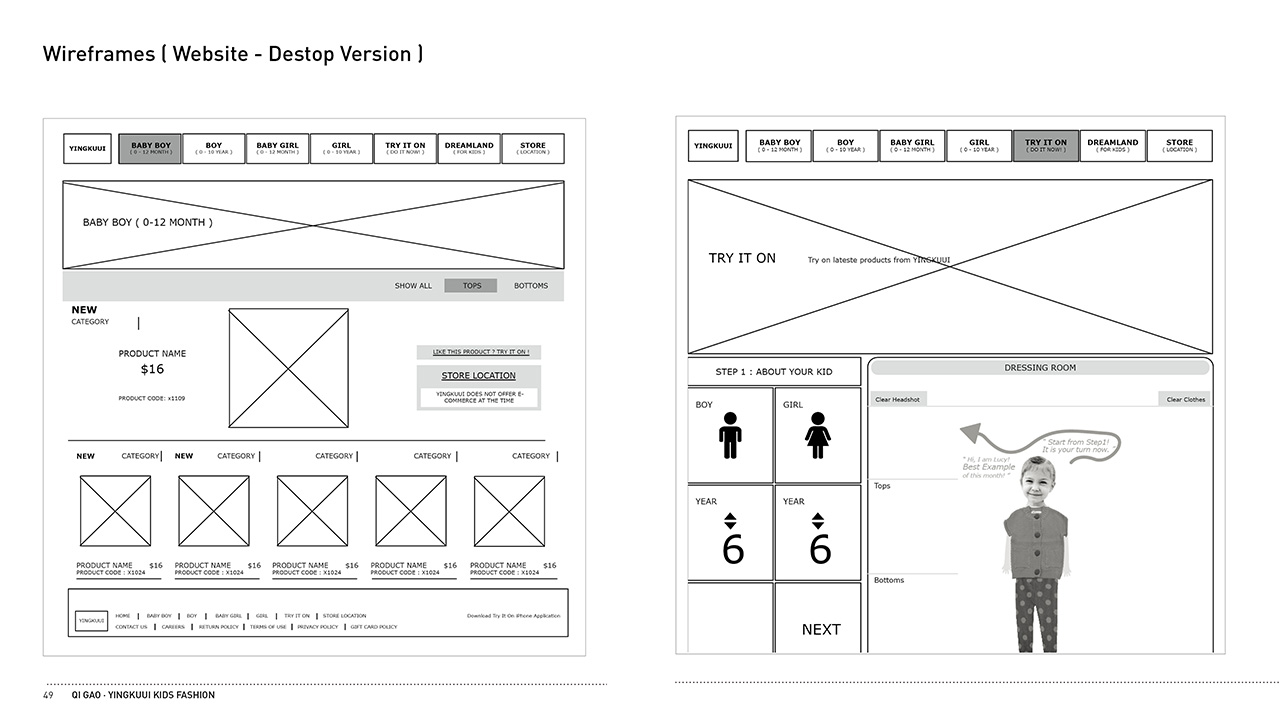 Wireframes ( Website - Destop Version )
YINGKUUI
BABY BOY
( 0 - 12 MONTH )
BOY
( 0 - 10 YEAR )
BABY GIRL
( 0 - 12 MONTH )
GIRL
( 0 - 10 YEAR )
TRY IT ON
( DO IT NOW! )
DREAMLAND
( FOR KIDS )
STORE
( LOCATION )
BABY BOY ( 0-12 MONTH )
SHOW ALL TOPS BOTTOMS
NEW
CATEGORY
PRODUCT NAME
$16
PRODUCT CODE: x1109
LIKE THIS PRODUCT ? TRY IT ON !
STORE LOCATION
YINGKUUI DOES NOT OFFER E-
COMMERCE AT THE TIME
NEW CATEGORY NEW CATEGORY CATEGORY CATEGORY CATEGORY
PRODUCT NAME $16 PRODUCT NAME $16 PRODUCT NAME $16 PRODUCT NAME $16 PRODUCT NAME $16
PRODUCT CODE : X1024 PRODUCT CODE : X1024 PRODUCT CODE : X1024 PRODUCT CODE : X1024 PRODUCT CODE : X1024
YINGKUUI
HOME | BABY BOY | BOY | BABY GIRL | GIRL | TRY IT ON | STORE LOCATION
CONTACT US | CAREERS | RETURN POLICY | TERMS OF USE | PRIVACY POLICY | GIFT CARD POLICY
Download Try It On iPhone Application
YINGKUUI
BABY BOY
( 0 - 12 MONTH )
BOY
( 0 - 10 YEAR )
BABY GIRL
( 0 - 12 MONTH )
GIRL
( 0 - 10 YEAR )
TRY IT ON
( DO IT NOW! )
DREAMLAND
( FOR KIDS )
STORE
( LOCATION )
TRY IT ON
Try on lateste products from YINGKUUI
STEP 1 : ABOUT YOUR KID
BOY
GIRL
YEAR
6
YEAR
6
NEXT
DRESSING ROOM
Clear Headshot
Clear Clothes
" Start from Step1!
It is your turn now. "
" Hi, I am Lucy!
Best Example
of this month! "
Tops
Bottoms
49 QI GAO · YINGKUUI KIDS FASHION